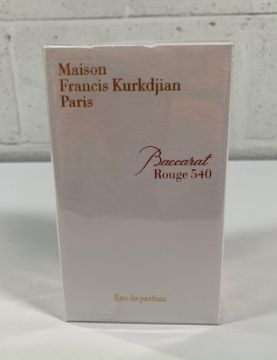 Maison
Francis Kurkdjian
Paris
Baccarat
Rouge 540
Eau de parfum